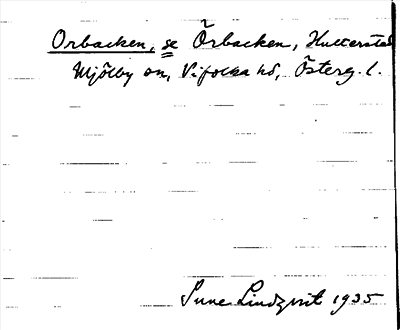 Orbacken, se Örbacken, Hulterstad
Mjölby sn, Vifolka hd, Österg. l.
Sune Lindqvist 1935